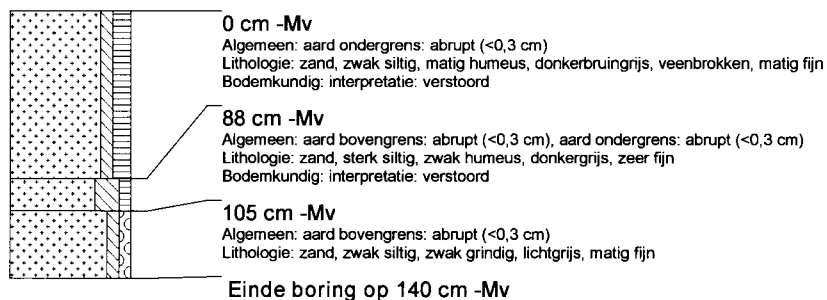 0 cm -Mv
Algemeen: aard ondergrens: abrupt (<0,3 cm)
Lithologie: zand, zwak siltig, matig humeus, donkerbruingrijs, veenbrokken, matig fijn
Bodemkundig: interpretatie: verstoord
88 cm -Mv
Algemeen: aard bovengrens: abrupt (<0,3 cm), aard ondergrens: abrupt (<0,3 cm)
Lithologie: zand, sterk siltig, zwak humeus, donkergrijs, zeer fijn
Bodemkundig: interpretatie: verstoord
105 cm -Mv
Algemeen: aard bovengrens: abrupt (<0,3 cm)
Lithologie: zand, zwak siltig, zwak grindig, lichtgrijs, matig fijn
Einde boring op 140 cm -Mv